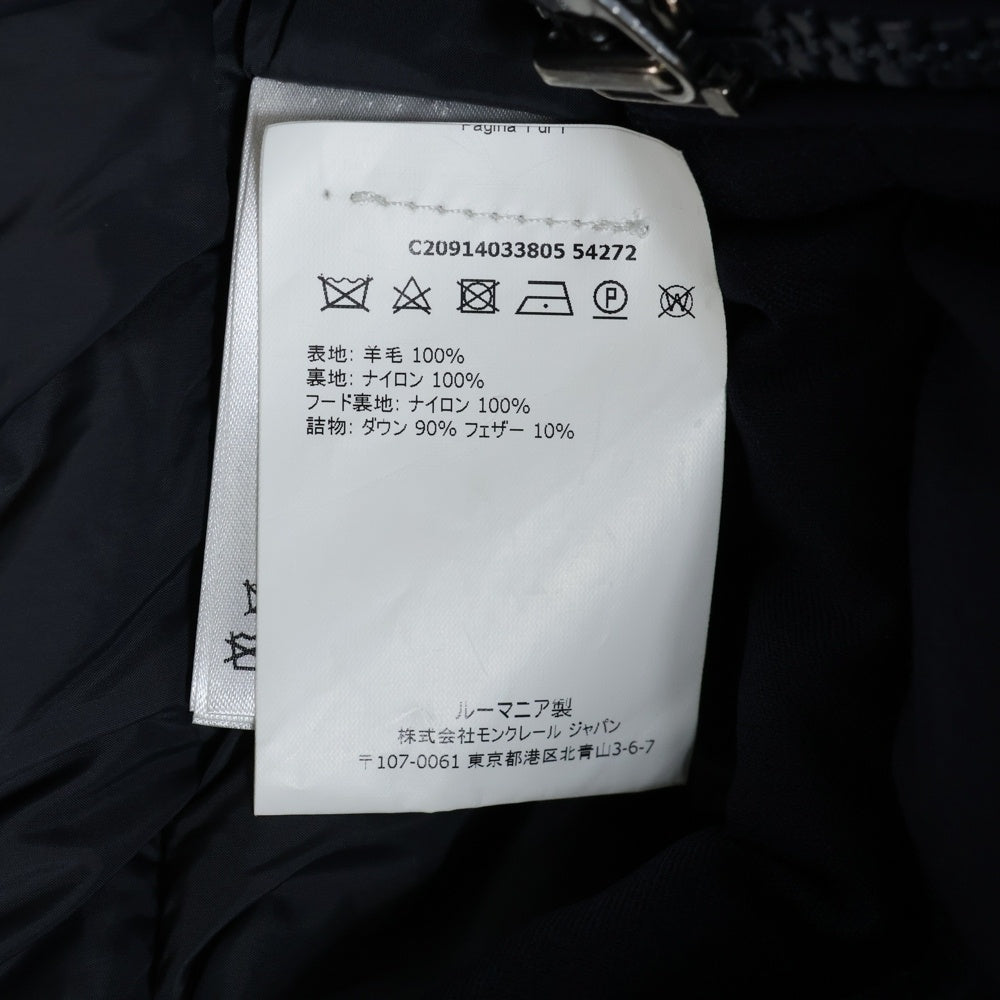 C20914033805 54272
表地: 羊毛 100%
裏地: ナイロン 100%
フード裏地: ナイロン 100%
詰物: ダウン 90% フェザー 10%
ルーマニア製
株式会社モンクレール ジャパン
〒107-0061 東京都港区北青山3-6-7